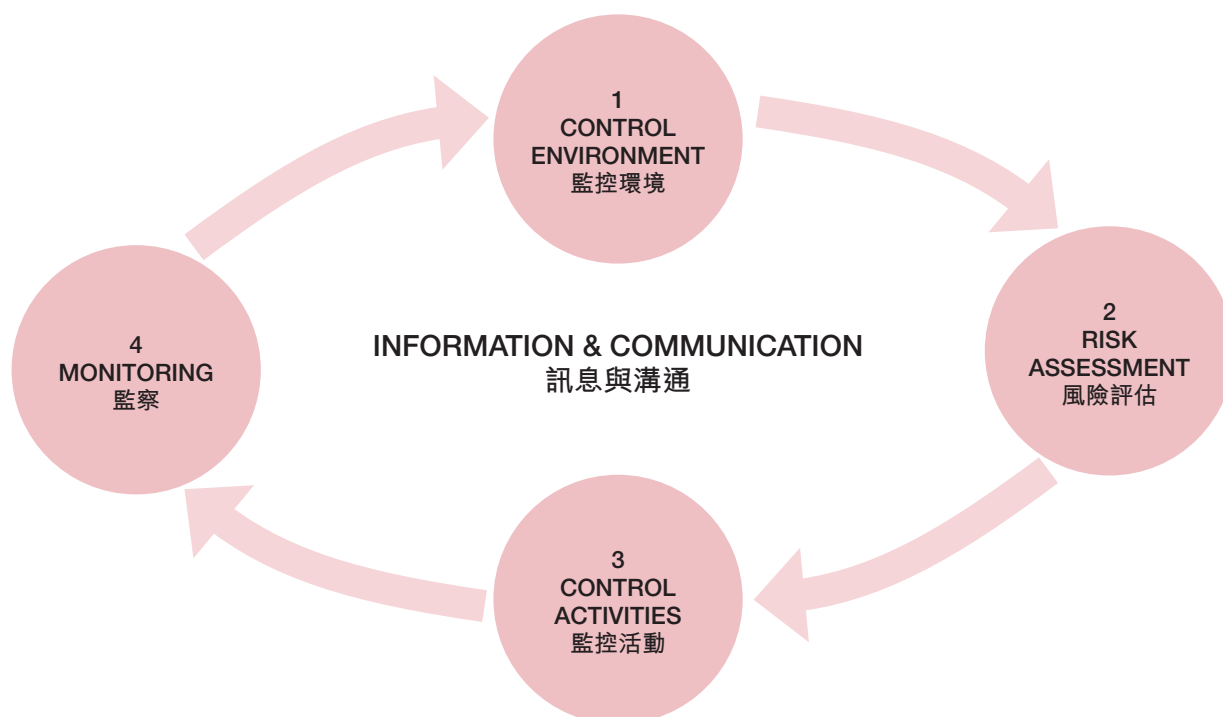 1
CONTROL
ENVIRONMENT
監控環境
2
RISK
ASSESSMENT
風險評估
INFORMATION & COMMUNICATION
訊息與溝通
4
MONITORING
監察
3
CONTROL
ACTIVITIES
監控活動